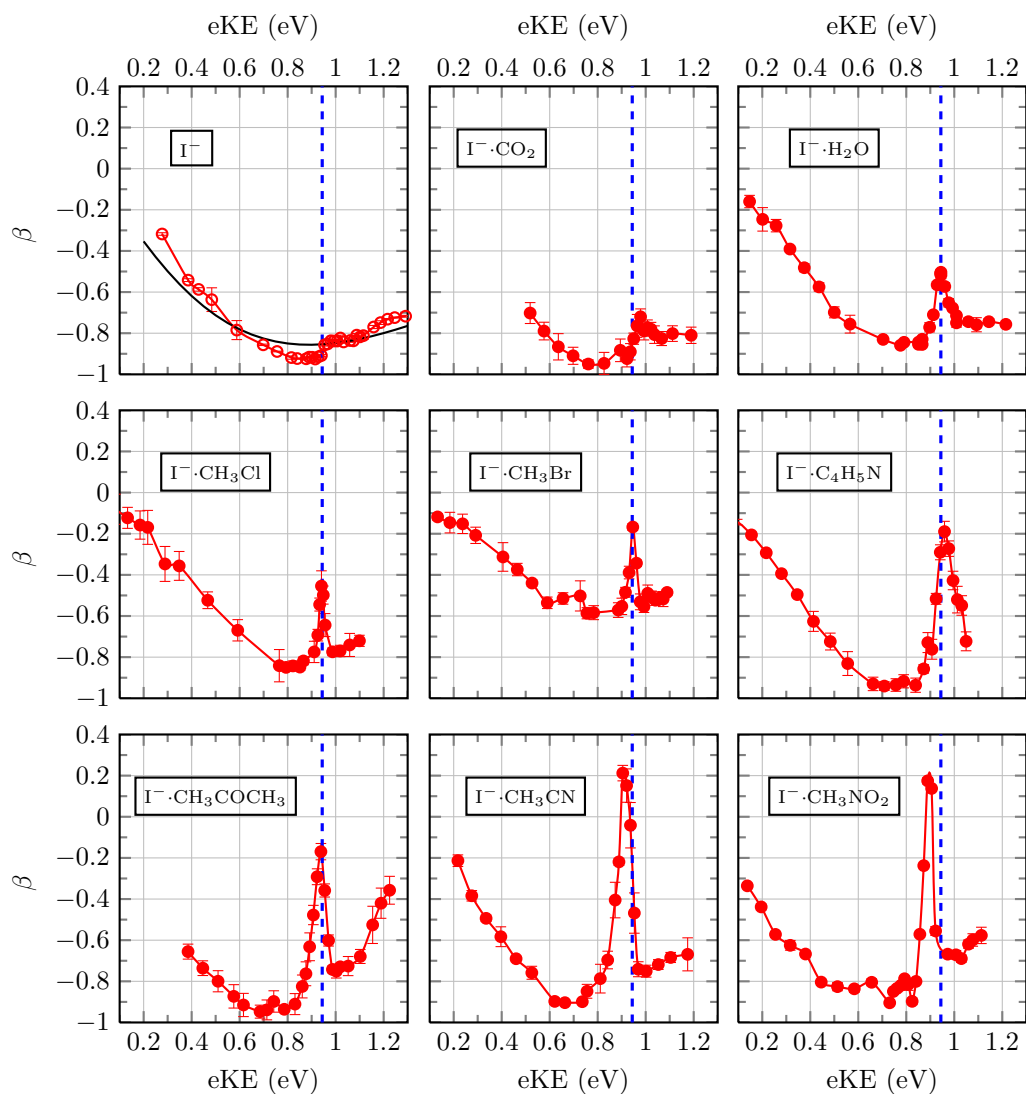 eKE (eV) eKE (eV) eKE (eV)
0.2 0.4 0.6 0.8 1 1.2 0.2 0.4 0.6 0.8 1 1.2 0.2 0.4 0.6 0.8 1 1.2
0.4
0.2
0
−0.2
−0.4
−0.6
−0.8
−1
β
I⁻
I⁻·CO₂
I⁻·H₂O
0.4
0.2
0
−0.2
−0.4
−0.6
−0.8
−1
β
I⁻·CH₃Cl
I⁻·CH₃Br
I⁻·C₄H₅N
0.4
0.2
0
−0.2
−0.4
−0.6
−0.8
−1
β
I⁻·CH₃COCH₃
I⁻·CH₃CN
I⁻·CH₃NO₂
0.2 0.4 0.6 0.8 1 1.2 0.2 0.4 0.6 0.8 1 1.2 0.2 0.4 0.6 0.8 1 1.2
eKE (eV) eKE (eV) eKE (eV)